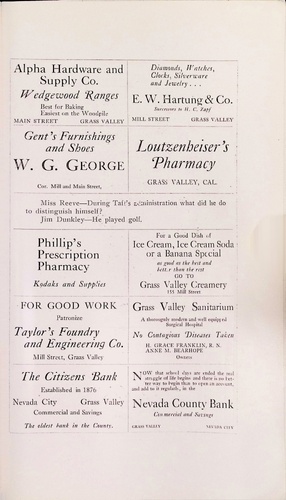 Alpha Hardware and
Supply Co.
Wedgewood Ranges
Best for Baking
Easiest on the Woodpile
MAIN STREET GRASS VALLEY
Diamonds, Watches,
Clocks, Silverware
and Jewelry . . .
E. W. Hartung & Co.
Successors to H. C. Zapf
MILL STREET GRASS VALLEY
Gent's Furnishings
and Shoes
W. G. GEORGE
Cor. Mill and Main Street,
Loutzenheiser's
Pharmacy
GRASS VALLEY, CAL.
Miss Reeve—During Taft's administration what did he do
to distinguish himself?
Jim Dunkley—He played golf.
Phillip's
Prescription
Pharmacy
Kodaks and Supplies
For a Good Dish of
Ice Cream, Ice Cream Soda
or a Banana Special
as good as the best and
better than the rest
GO TO
Grass Valley Creamery
155 Mill Street
FOR GOOD WORK
Patronize
Taylor's Foundry
and Engineering Co.
Mill Street, Grass Valley
Grass Valley Sanitarium
A thoroughly modern and well equipped
Surgical Hospital
No Contagious Diseases Taken
H. GRACE FRANKLIN, R. N.
ANNE M. BEARHOPE
Owners
The Citizens Bank
Established in 1876
Nevada City Grass Valley
Commercial and Savings
The oldest bank in the County.
NOW that school days are ended the real
struggle of life begins and there is no bet-
ter way to begin than to open an account,
and add to it regularly, in the
Nevada County Bank
Commercial and Savings
GRASS VALLEY NEVADA CITY